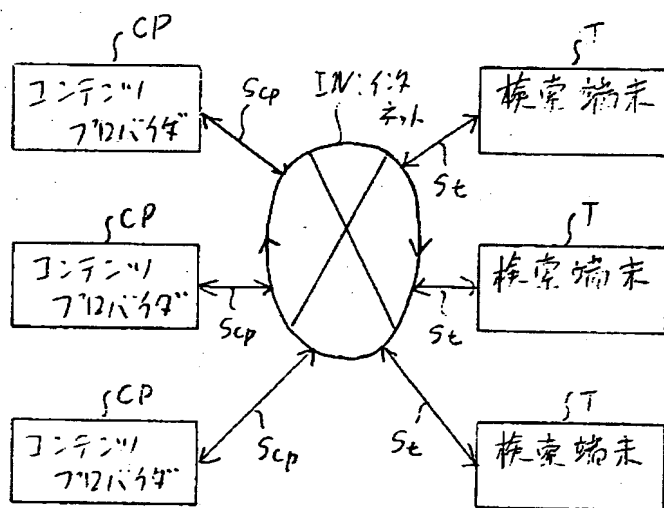 CP
コンテンツ
プロバイダ
Scp
IN:インタ
ネット
T
検索端末
St
CP
コンテンツ
プロバイダ
Scp
T
検索端末
St
CP
コンテンツ
プロバイダ
Scp
T
検索端末
St